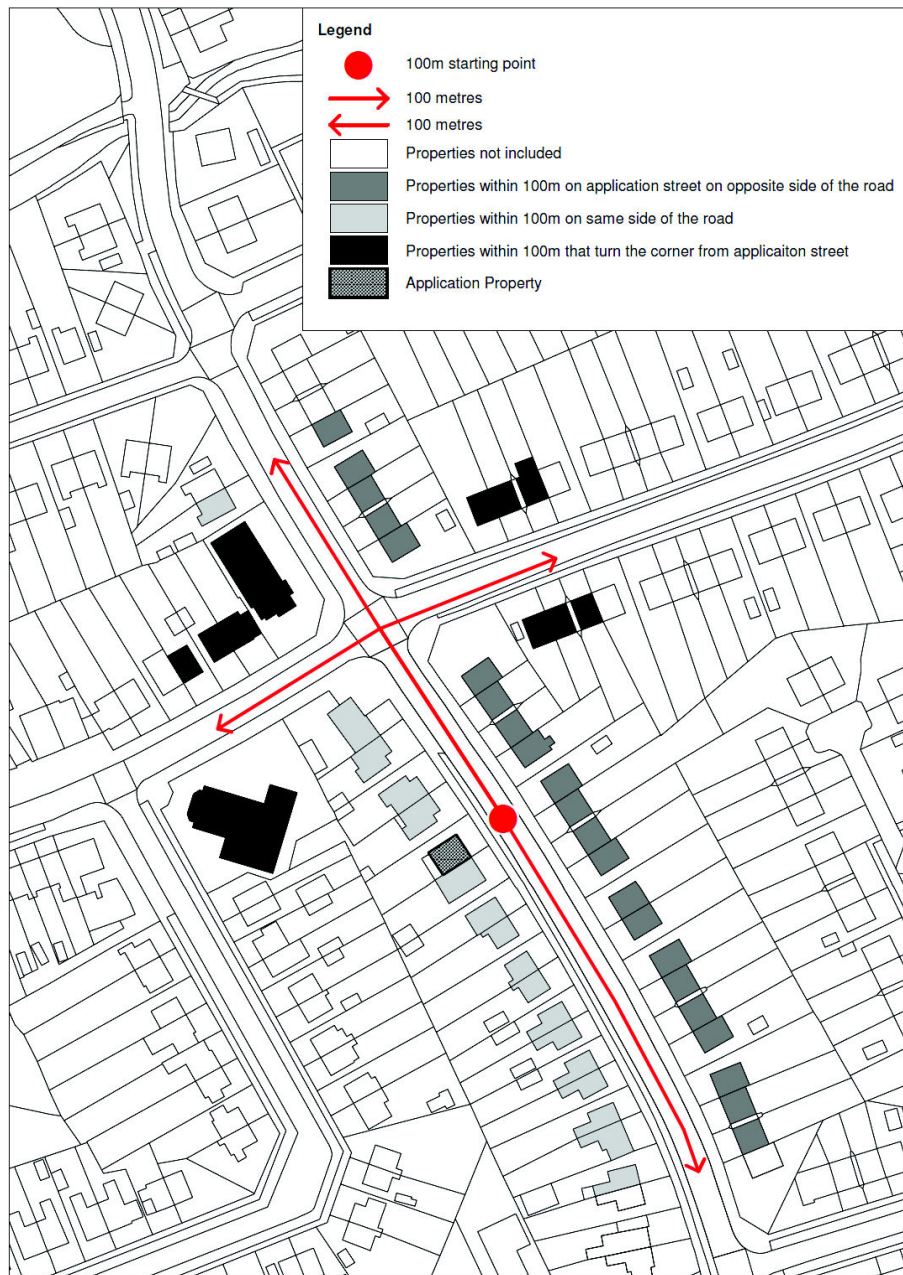 Legend
100m starting point
100 metres
100 metres
Properties not included
Properties within 100m on application street on opposite side of the road
Properties within 100m on same side of the road
Properties within 100m that turn the corner from applicaiton street
Application Property